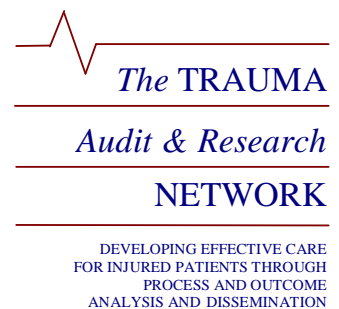 The TRAUMA
Audit & Research
NETWORK
DEVELOPING EFFECTIVE CARE
FOR INJURED PATIENTS THROUGH
PROCESS AND OUTCOME
ANALYSIS AND DISSEMINATION